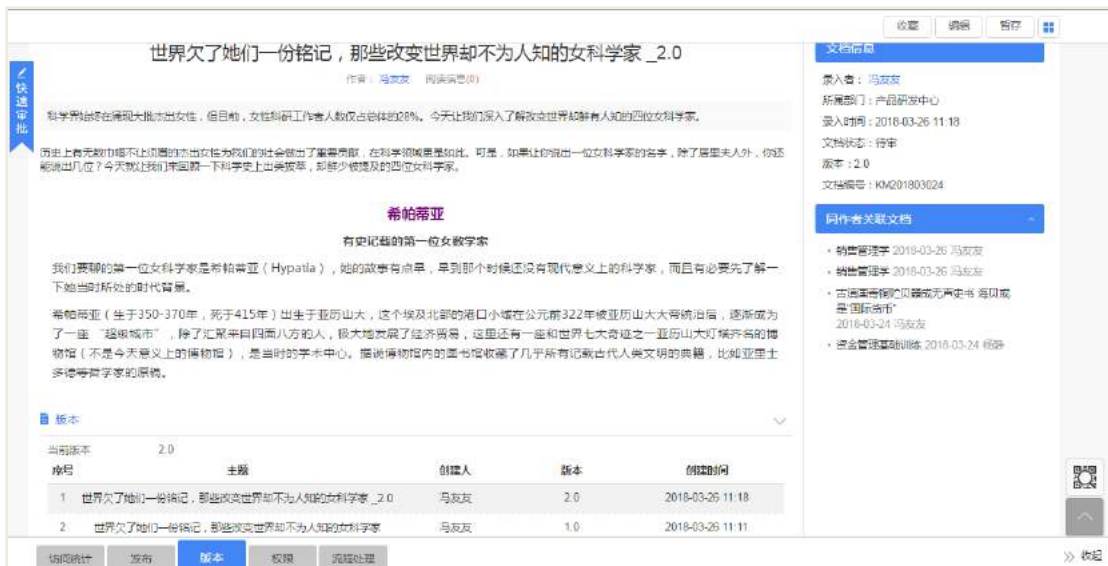 收藏 编辑 暂存
快速审批
世界欠了她们一份铭记，那些改变世界却不为人知的女科学家 _2.0
作者： 冯友友 阅读信息(0)
科学界始终在涌现大批杰出女性，但目前，女性科研工作者人数仅占总体的28%。今天让我们深入了解改变世界却鲜有人知的四位女科学家。
历史上有无数巾帼不让须眉的杰出女性为我们的社会做出了重要贡献，在科学领域更是如此。可是，如果让你说出一位女科学家的名字，除了居里夫人外，你还
能说出几位？今天就让我们来回顾一下科学史上出类拔萃，却鲜少被提及的四位女科学家。
希帕蒂亚
有史记载的第一位女数学家
我们要聊的第一位女科学家是希帕蒂亚（Hypatia），她的故事有点早，早到那个时候还没有现代意义上的科学家，而且有必要先了解一
下她当时所处的时代背景。
希帕蒂亚（生于350-370年，死于415年）出生于亚历山大，这个埃及北部的港口小城在公元前322年被亚历山大大帝统治后，逐渐成为
了一座 “超级城市” ，除了汇聚来自四面八方的人，极大地发展了经济贸易，这里还有一座和世界七大奇迹之一亚历山大灯塔齐名的博
物馆（不是今天意义上的博物馆），是当时的学术中心。据说博物馆内的图书馆收藏了几乎所有记载古代人类文明的典籍，比如亚里士
多德等哲学家的原稿。
版本
当前版本 2.0
序号 主题 创建人 版本 创建时间
1 世界欠了她们一份铭记，那些改变世界却不为人知的女科学家 _2.0 冯友友 2.0 2018-03-26 11:18
2 世界欠了她们一份铭记，那些改变世界却不为人知的女科学家 冯友友 1.0 2018-03-26 11:11
访问统计 发布 版本 权限 流程处理
收起
文档信息
录入者： 冯友友
所属部门：产品研发中心
录入时间：2018-03-26 11:18
文档状态：待审
版本：2.0
文档编号：KM201803024
同作者关联文档
销售管理学 2018-03-26 冯友友
销售管理学 2018-03-26 冯友友
古滇国青铜贮贝器成无声史书 海贝或
是“国际货币”
2018-03-24 冯友友
资金管理基础训练 2018-03-24 杨静